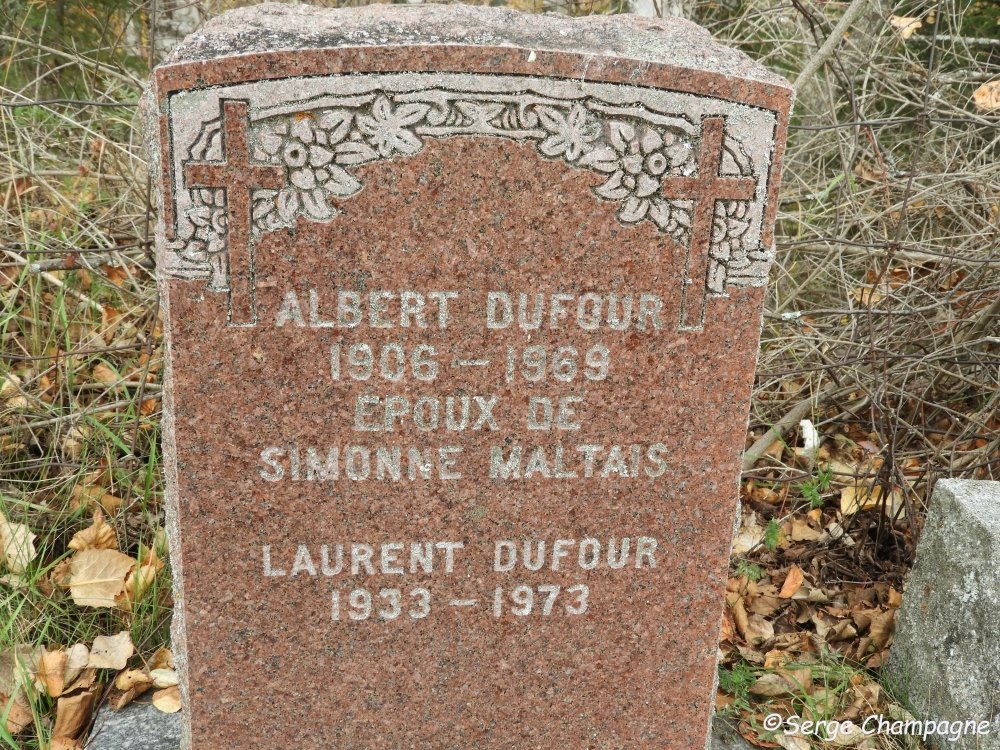 ALBERT DUFOUR
1906 - 1969
EPOUX DE
SIMONNE MALTAIS
LAURENT DUFOUR
1933 - 1973
©Serge Champagne